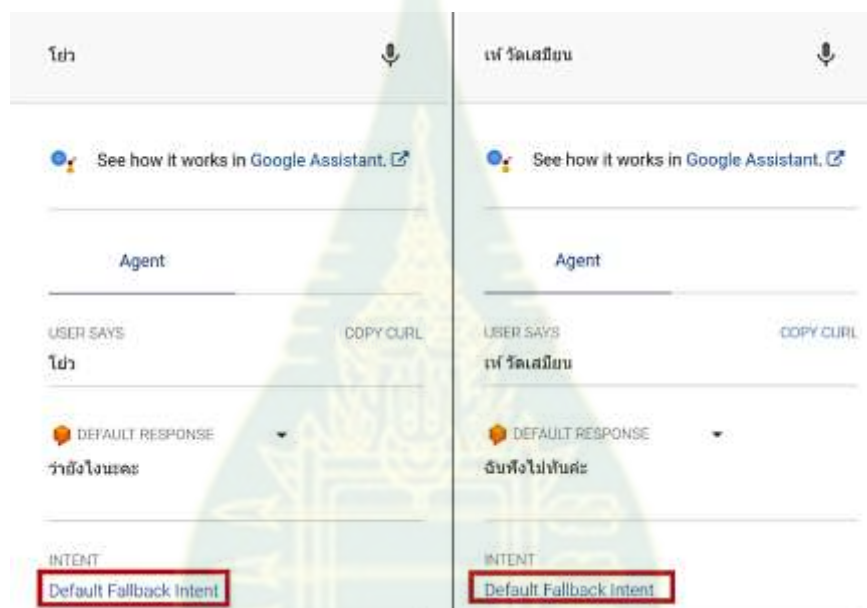 โย่ว
See how it works in Google Assistant.
Agent
USER SAYS COPY CURL
โย่ว
DEFAULT RESPONSE
ว่ายังไงนะคะ
INTENT
Default Fallback Intent
เห้ วัดเสมียน
See how it works in Google Assistant.
Agent
USER SAYS COPY CURL
เห้ วัดเสมียน
DEFAULT RESPONSE
ฉันฟังไม่ทันค่ะ
INTENT
Default Fallback Intent